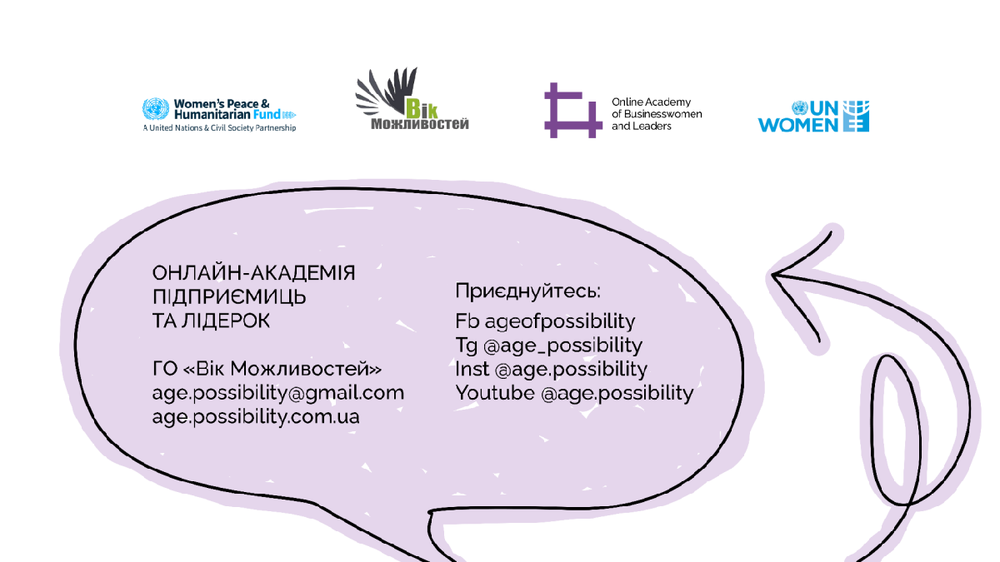 Women's Peace &
Humanitarian Fund
A United Nations & Civil Society Partnership
Вік
Можливостей
Online Academy
of Businesswomen
and Leaders
UN
WOMEN
ОНЛАЙН-АКАДЕМІЯ
ПІДПРИЄМИЦЬ
ТА ЛІДЕРОК
ГО «Вік Можливостей»
age.possibility@gmail.com
age.possibility.com.ua
Приєднуйтесь:
Fb ageofpossibility
Tg @age_possibility
Inst @age.possibility
Youtube @age.possibility